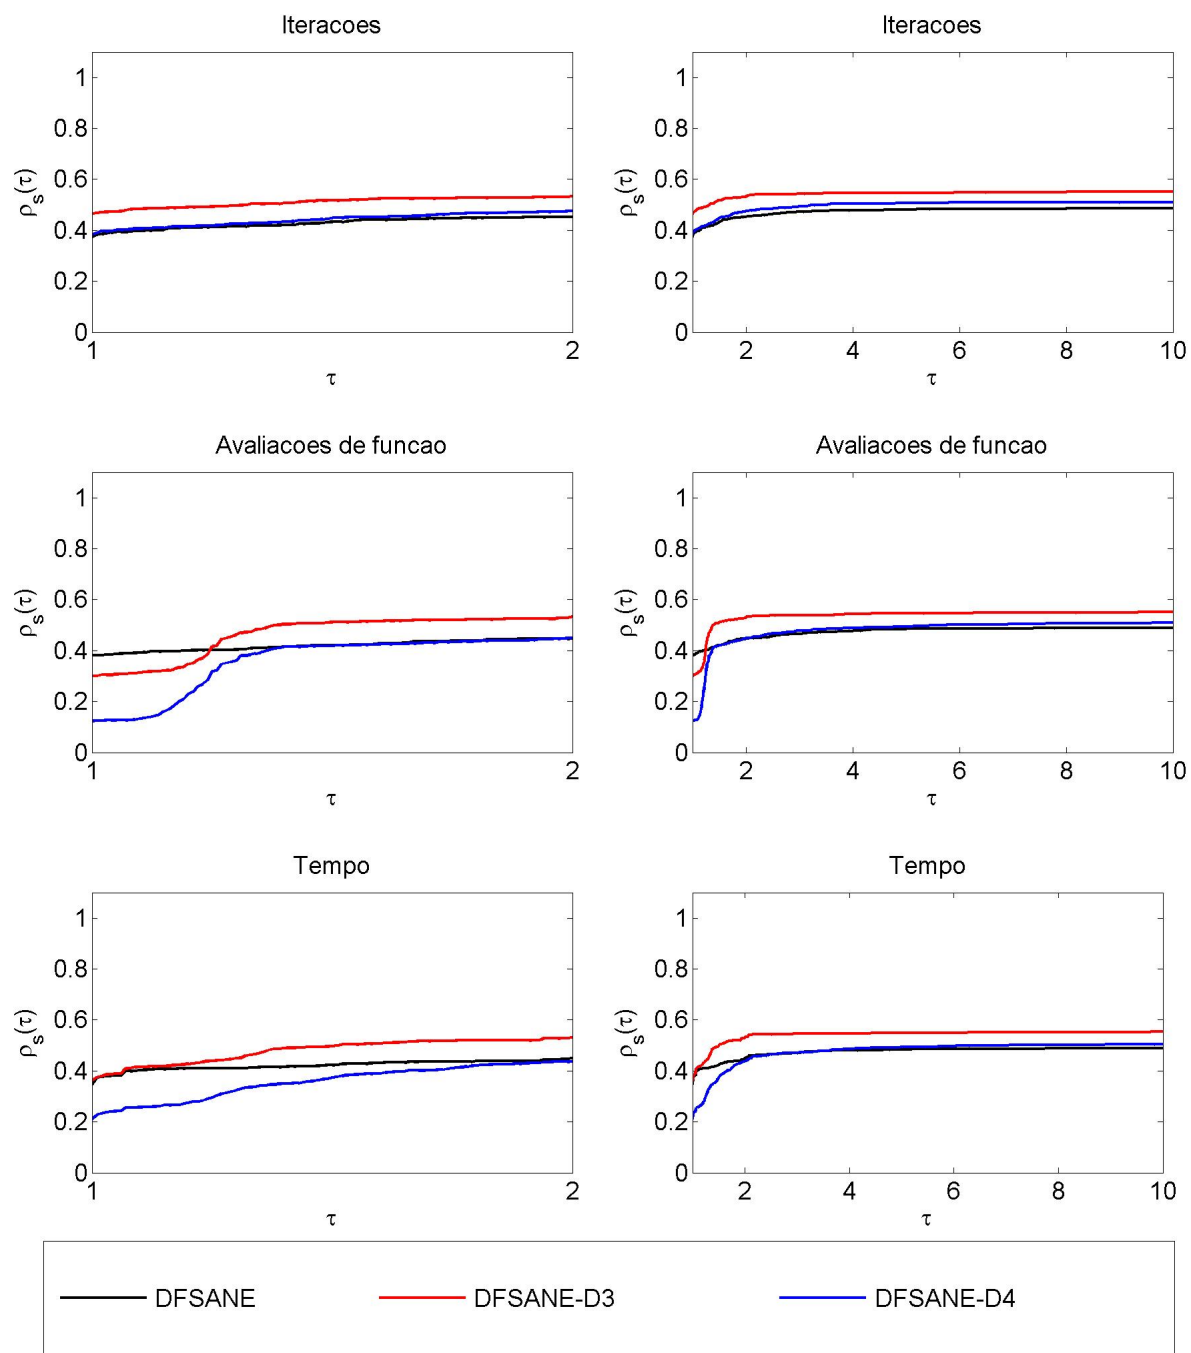 Iteracoes
Iteracoes
1
0.8
0.6
0.4
0.2
0
ρs(τ)
1
2
τ
1
0.8
0.6
0.4
0.2
0
ρs(τ)
2
4
6
8
10
τ
Avaliacoes de funcao
Avaliacoes de funcao
1
0.8
0.6
0.4
0.2
0
ρs(τ)
1
2
τ
1
0.8
0.6
0.4
0.2
0
ρs(τ)
2
4
6
8
10
τ
Tempo
Tempo
1
0.8
0.6
0.4
0.2
0
ρs(τ)
1
2
τ
1
0.8
0.6
0.4
0.2
0
ρs(τ)
2
4
6
8
10
τ
DFSANE
DFSANE-D3
DFSANE-D4